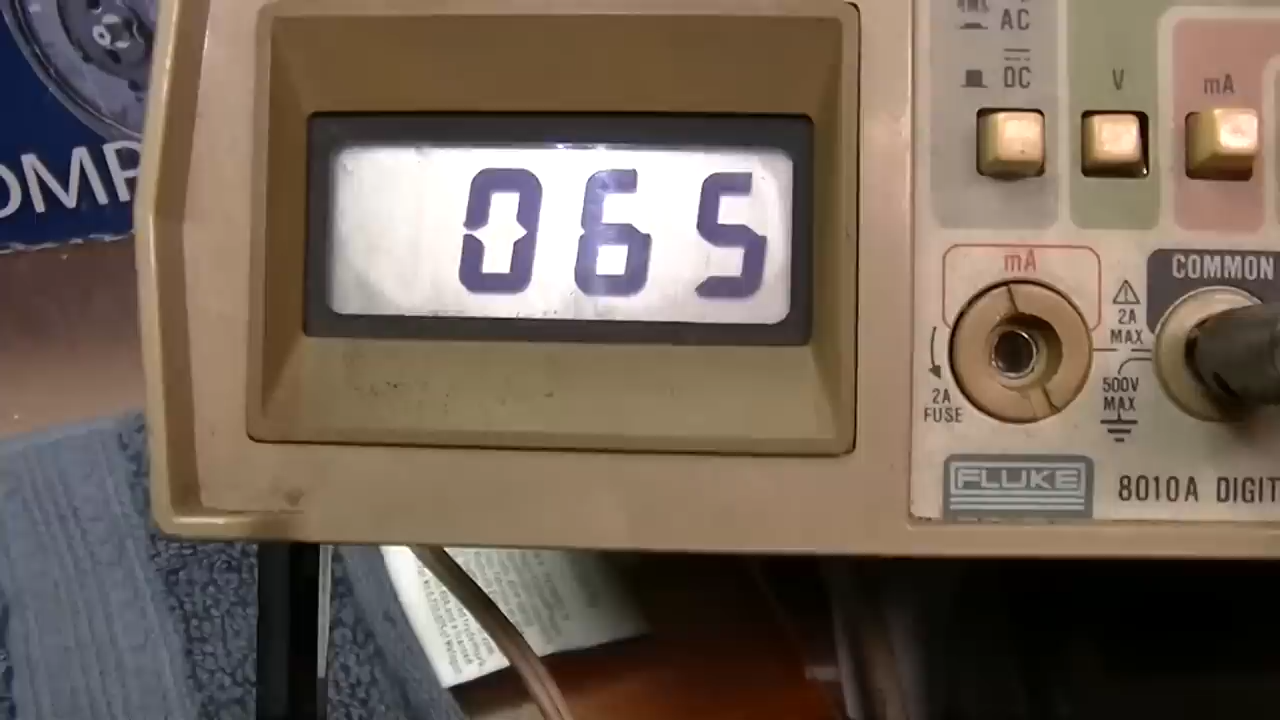 OMP
065
AC
DC
V
mA
mA
COMMON
2A
MAX
500V
MAX
2A
FUSE
FLUKE
8010A DIGIT